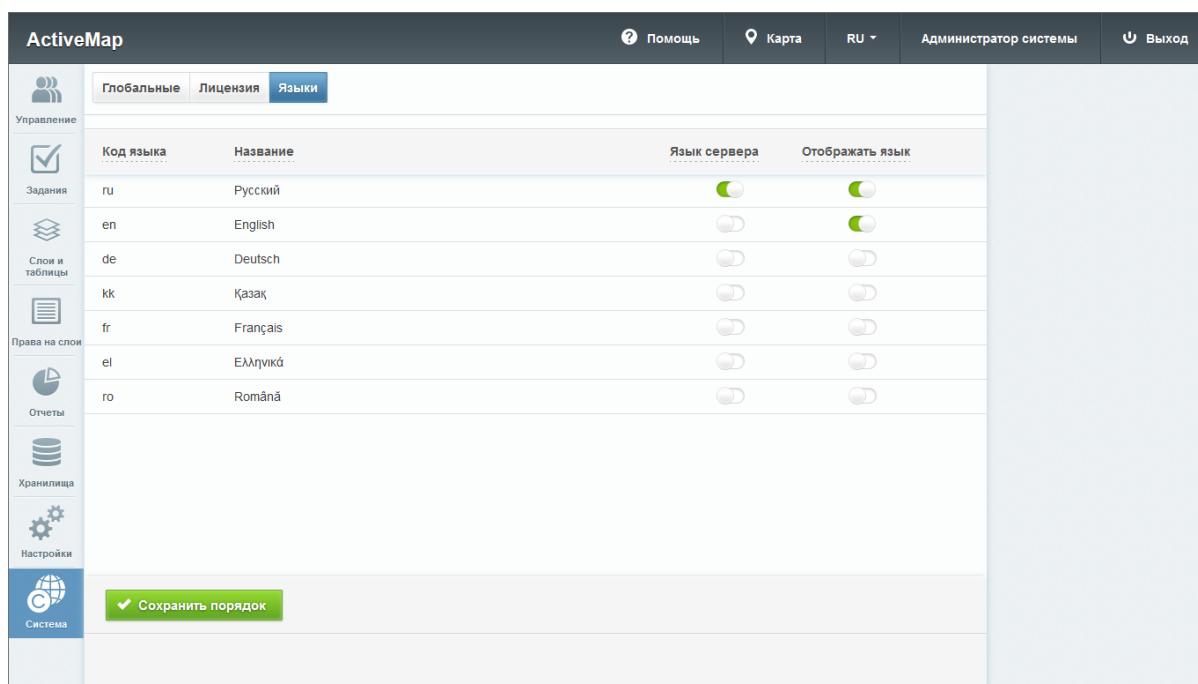 ActiveMap
Помощь
Карта
RU
Администратор системы
Выход
Управление
Задания
Слои и
таблицы
Права на слои
Отчеты
Хранилища
Настройки
Система
Глобальные Лицензия Языки
Код языка Название Язык сервера Отображать язык
ru Русский
en English
de Deutsch
kk Қазақ
fr Français
el Ελληνικά
ro Română
Сохранить порядок